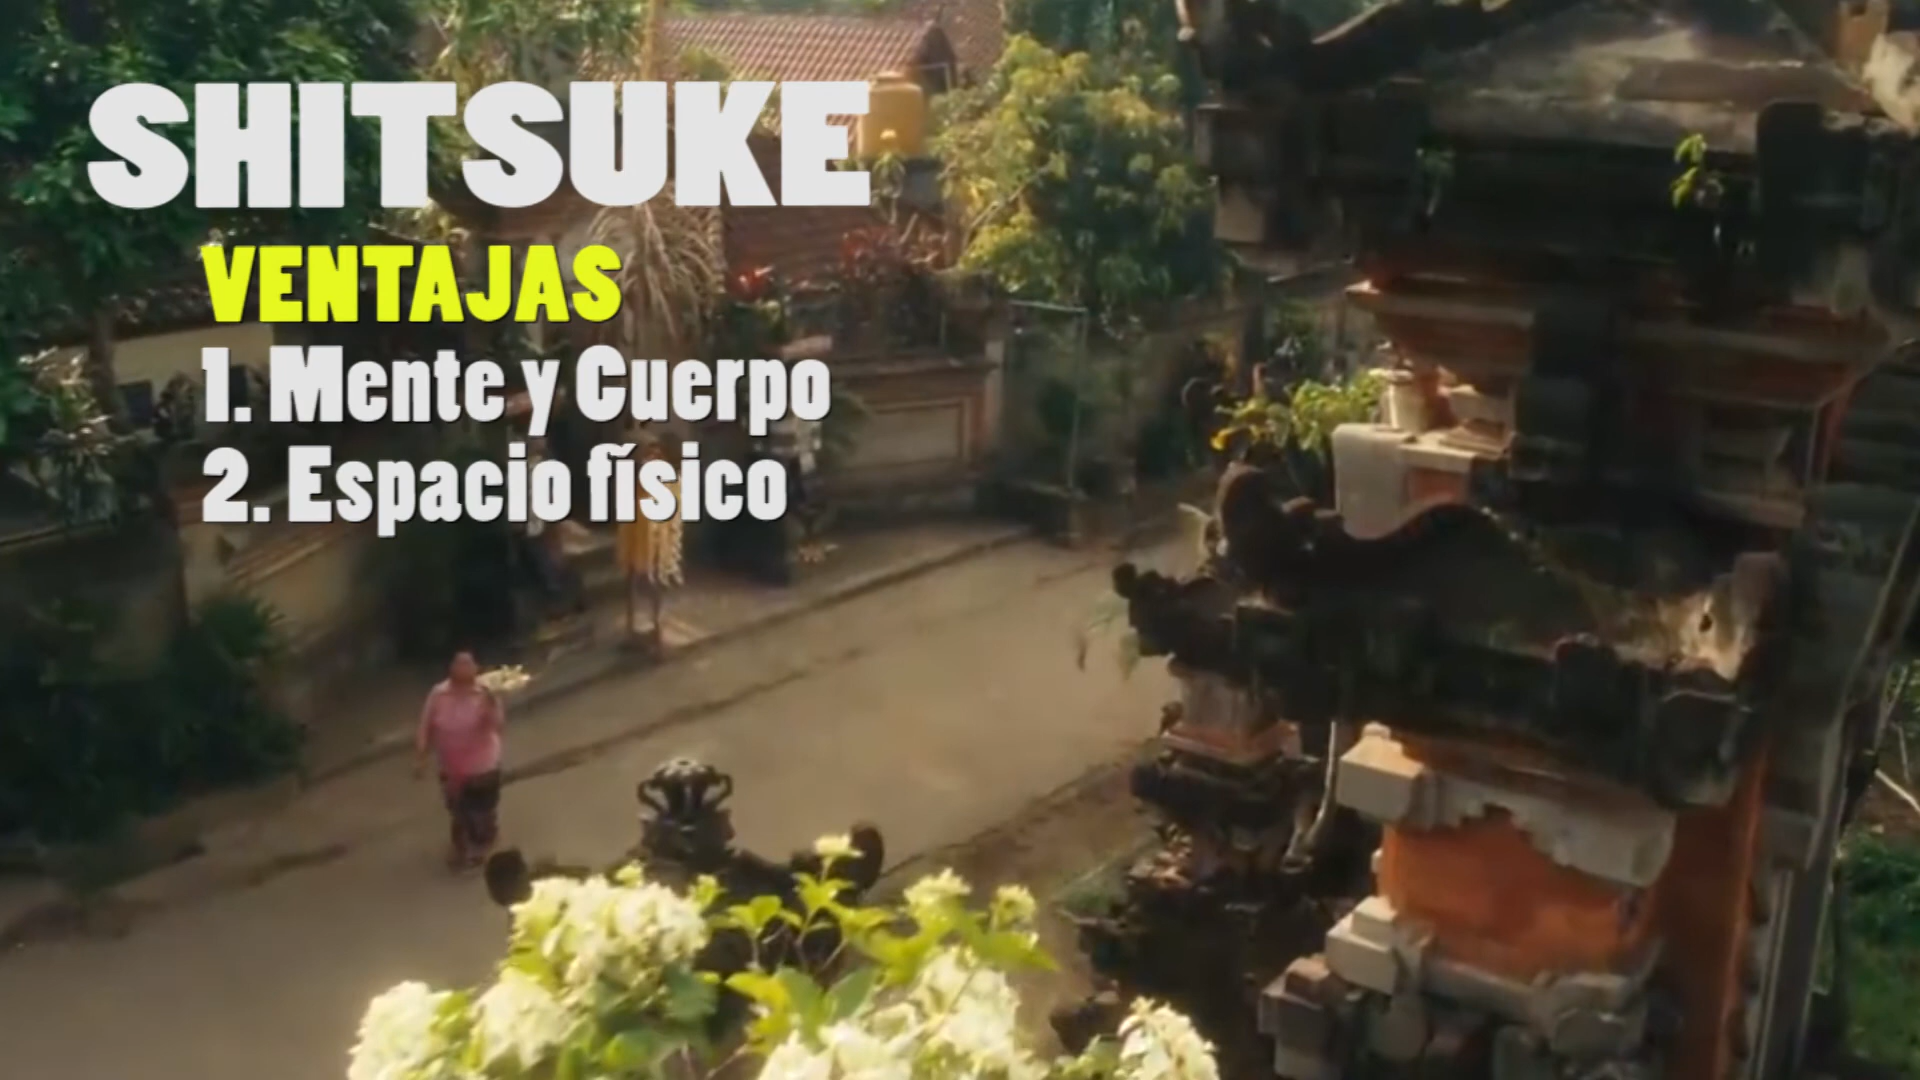 SHITSUKE
VENTAJAS
1. Mente y Cuerpo
2. Espacio físico